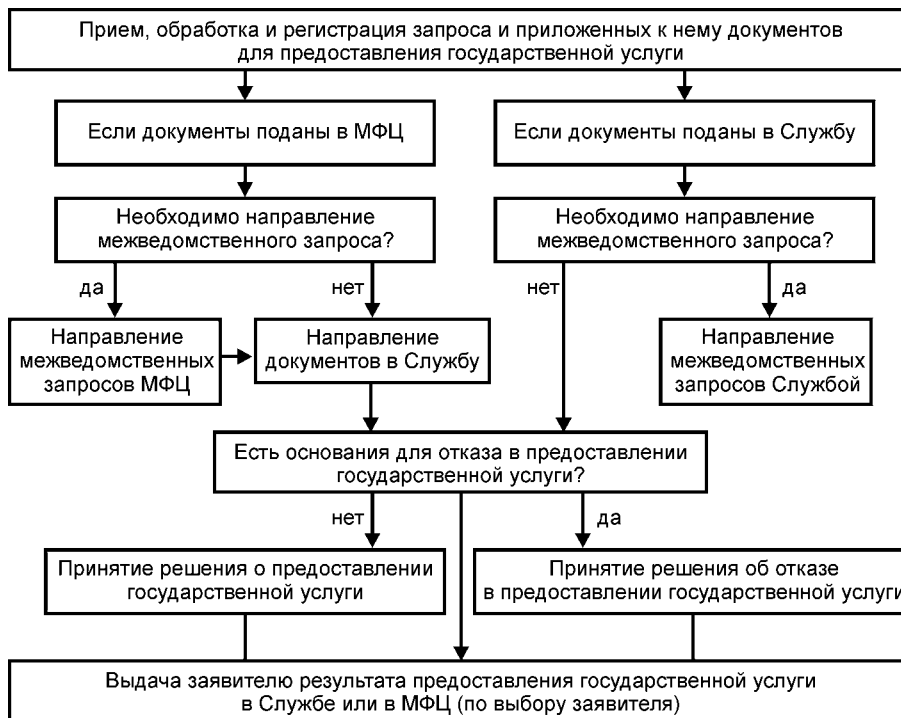 Прием, обработка и регистрация запроса и приложенных к нему документов
для предоставления государственной услуги
Если документы поданы в МФЦ
Если документы поданы в Службу
Необходимо направление
межведомственного запроса?
Необходимо направление
межведомственного запроса?
да
нет
нет
да
Направление
межведомственных
запросов МФЦ
Направление
документов в Службу
Направление
межведомственных
запросов Службой
Есть основания для отказа в предоставлении
государственной услуги?
нет
да
Принятие решения о предоставлении
государственной услуги
Принятие решения об отказе
в предоставлении государственной услуги
Выдача заявителю результата предоставления государственной услуги
в Службе или в МФЦ (по выбору заявителя)